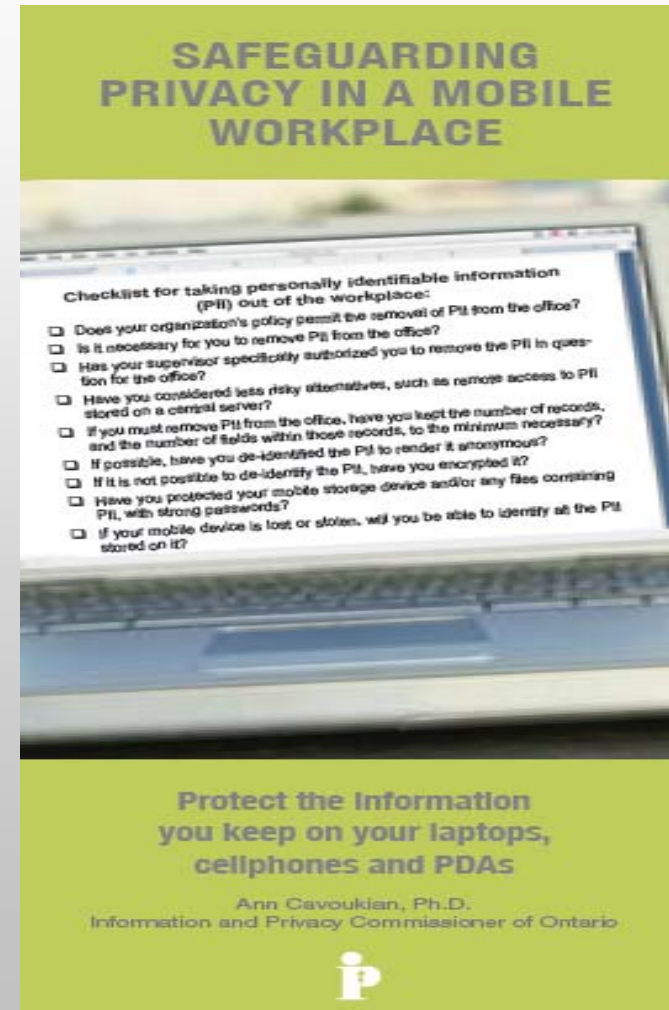 SAFEGUARDING
PRIVACY IN A MOBILE
WORKPLACE
Checklist for taking personally identifiable information
(PII) out of the workplace:
❏ Does your organization's policy permit the removal of PII from the office?
❏ Is it necessary for you to remove PII from the office?
❏ Has your supervisor specifically authorized you to remove the PII in ques-
tion for the office?
❏ Have you considered less risky alternatives, such as remote access to PII
stored on a central server?
❏ If you must remove PII from the office, have you kept the number of records,
and the number of fields within those records, to the minimum necessary?
❏ If possible, have you de-identified the PII to render it anonymous?
❏ If it is not possible to de-identify the PII, have you encrypted it?
❏ Have you protected your mobile storage device and/or any files containing
PII, with strong passwords?
❏ If your mobile device is lost or stolen, will you be able to identify all the PII
stored on it?
Protect the information
you keep on your laptops,
cellphones and PDAs
Ann Cavoukian, Ph.D.
Information and Privacy Commissioner of Ontario